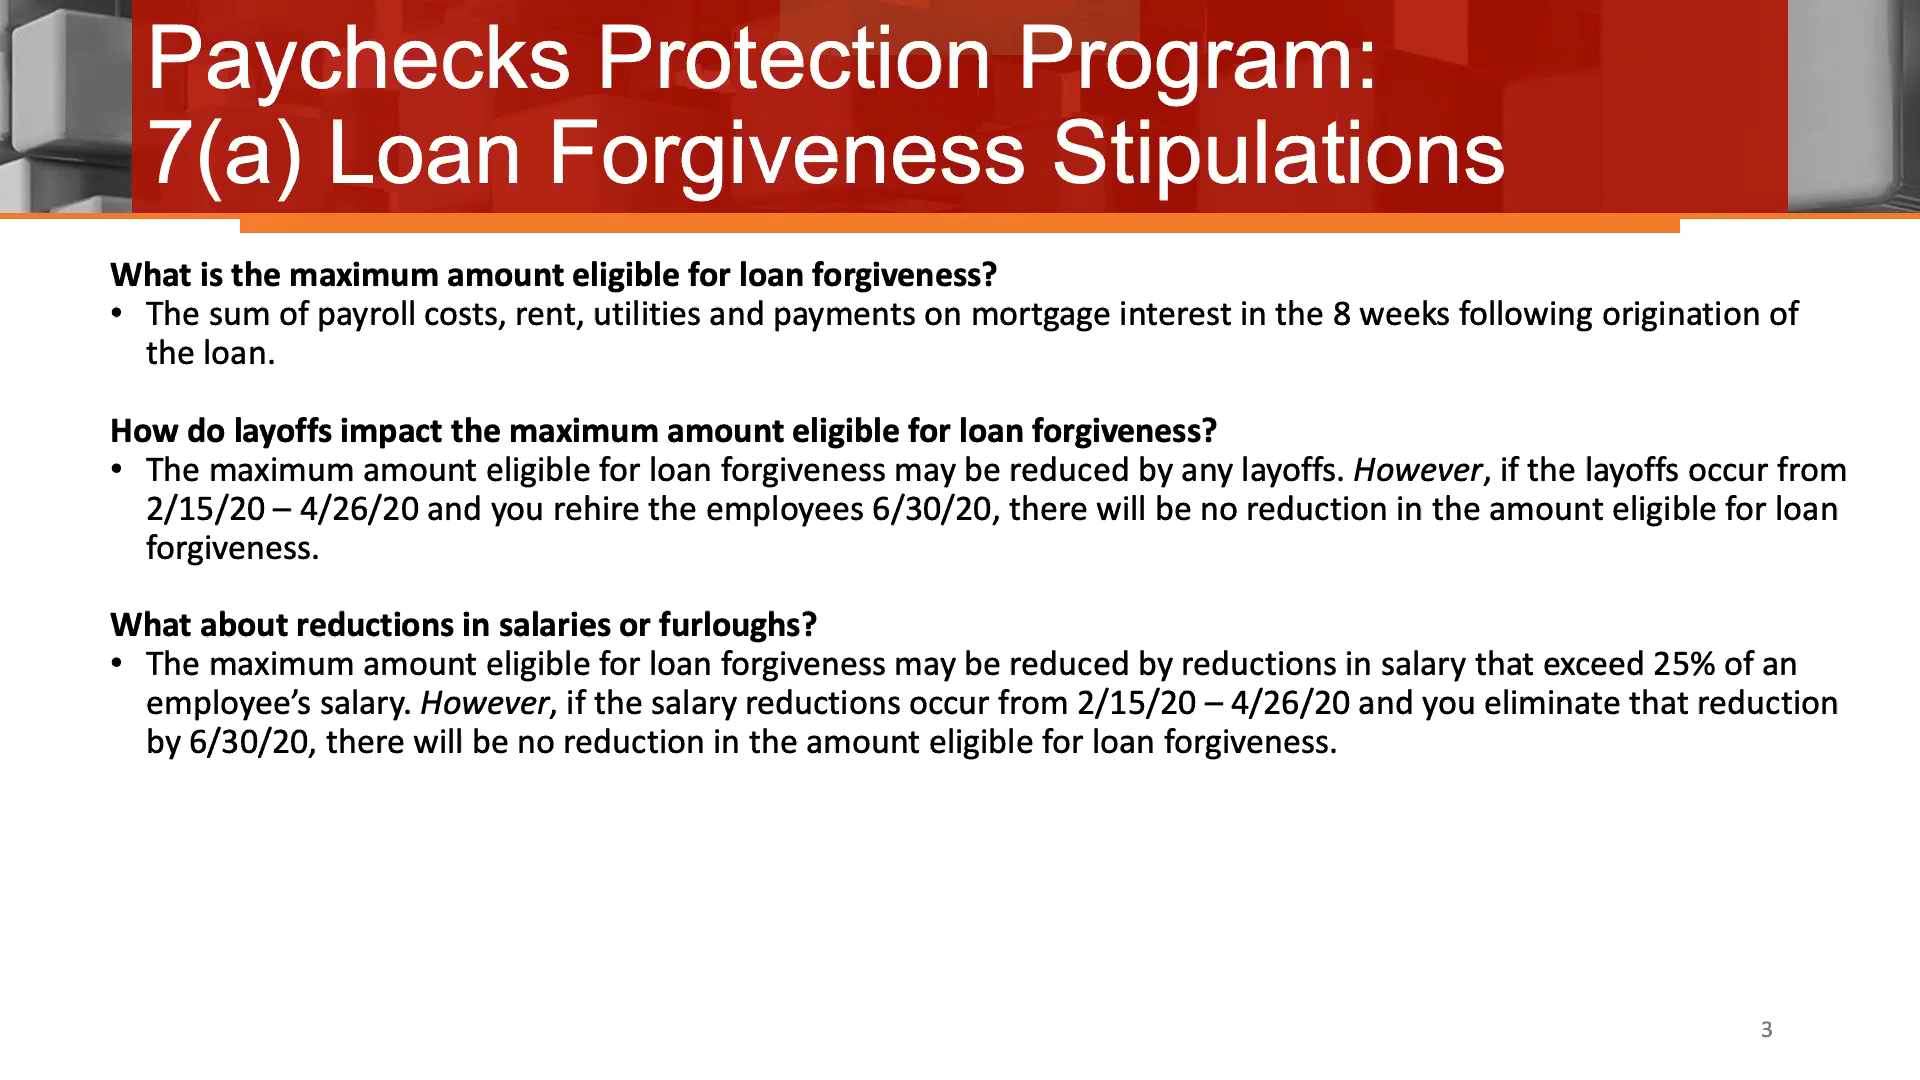 Paychecks Protection Program:
7(a) Loan Forgiveness Stipulations
What is the maximum amount eligible for loan forgiveness?
• The sum of payroll costs, rent, utilities and payments on mortgage interest in the 8 weeks following origination of
the loan.
How do layoffs impact the maximum amount eligible for loan forgiveness?
• The maximum amount eligible for loan forgiveness may be reduced by any layoffs. However, if the layoffs occur from
2/15/20 – 4/26/20 and you rehire the employees 6/30/20, there will be no reduction in the amount eligible for loan
forgiveness.
What about reductions in salaries or furloughs?
• The maximum amount eligible for loan forgiveness may be reduced by reductions in salary that exceed 25% of an
employee’s salary. However, if the salary reductions occur from 2/15/20 – 4/26/20 and you eliminate that reduction
by 6/30/20, there will be no reduction in the amount eligible for loan forgiveness.
3